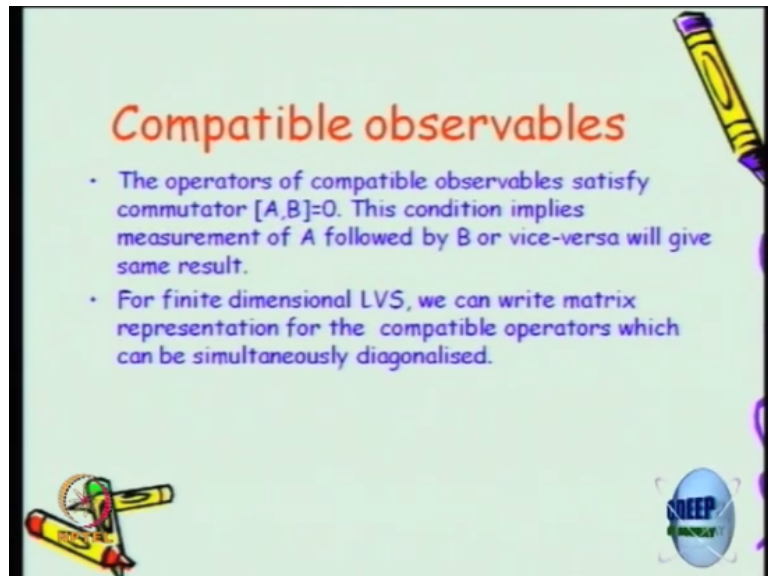 Compatible observables
• The operators of compatible observables satisfy
commutator [A,B]=0. This condition implies
measurement of A followed by B or vice-versa will give
same result.
• For finite dimensional LVS, we can write matrix
representation for the compatible operators which
can be simultaneously diagonalised.
NPTEL